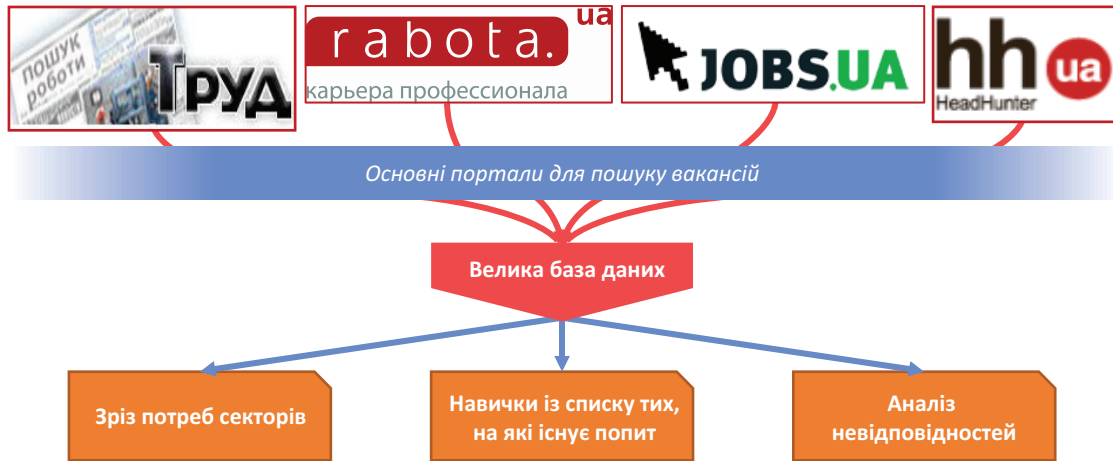 ПОШУК
роботи
ТРУД
rabota.ua
карьера профессионала
JOBS.UA
hh ua
HeadHunter
Основні портали для пошуку вакансій
Велика база даних
Зріз потреб секторів
Навички із списку тих,
на які існує попит
Аналіз
невідповідностей